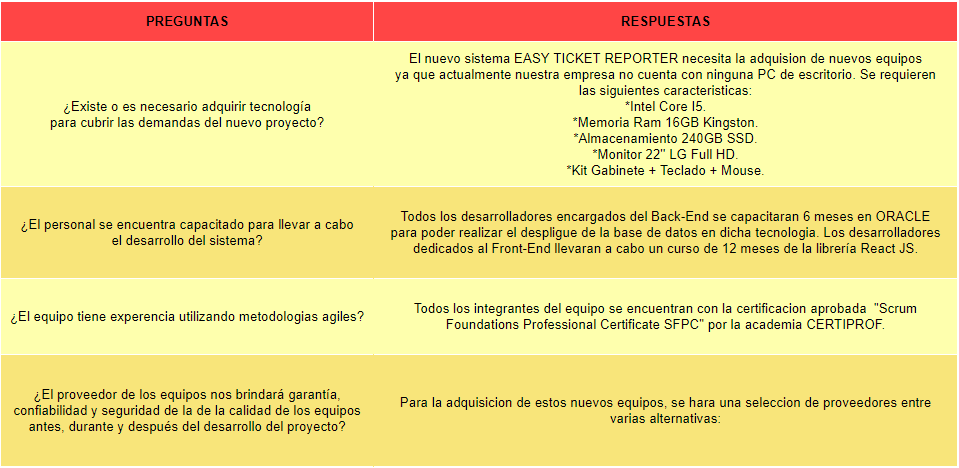 PREGUNTAS
RESPUESTAS
¿Existe o es necesario adquirir tecnología
para cubrir las demandas del nuevo proyecto?
El nuevo sistema EASY TICKET REPORTER necesita la adquision de nuevos equipos
ya que actualmente nuestra empresa no cuenta con ninguna PC de escritorio. Se requieren
las siguientes caracteristicas:
*Intel Core I5.
*Memoria Ram 16GB Kingston.
*Almacenamiento 240GB SSD.
*Monitor 22" LG Full HD.
*Kit Gabinete + Teclado + Mouse.
¿El personal se encuentra capacitado para llevar a cabo
el desarrollo del sistema?
Todos los desarrolladores encargados del Back-End se capacitaran 6 meses en ORACLE
para poder realizar el despligue de la base de datos en dicha tecnologia. Los desarrolladores
dedicados al Front-End llevaran a cabo un curso de 12 meses de la librería React JS.
¿El equipo tiene experencia utilizando metodologias agiles?
Todos los integrantes del equipo se encuentran con la certificacion aprobada "Scrum
Foundations Professional Certificate SFPC" por la academia CERTIPROF.
¿El proveedor de los equipos nos brindará garantía,
confiabilidad y seguridad de la de la calidad de los equipos
antes, durante y después del desarrollo del proyecto?
Para la adquisicion de estos nuevos equipos, se hara una seleccion de proveedores entre
varias alternativas: